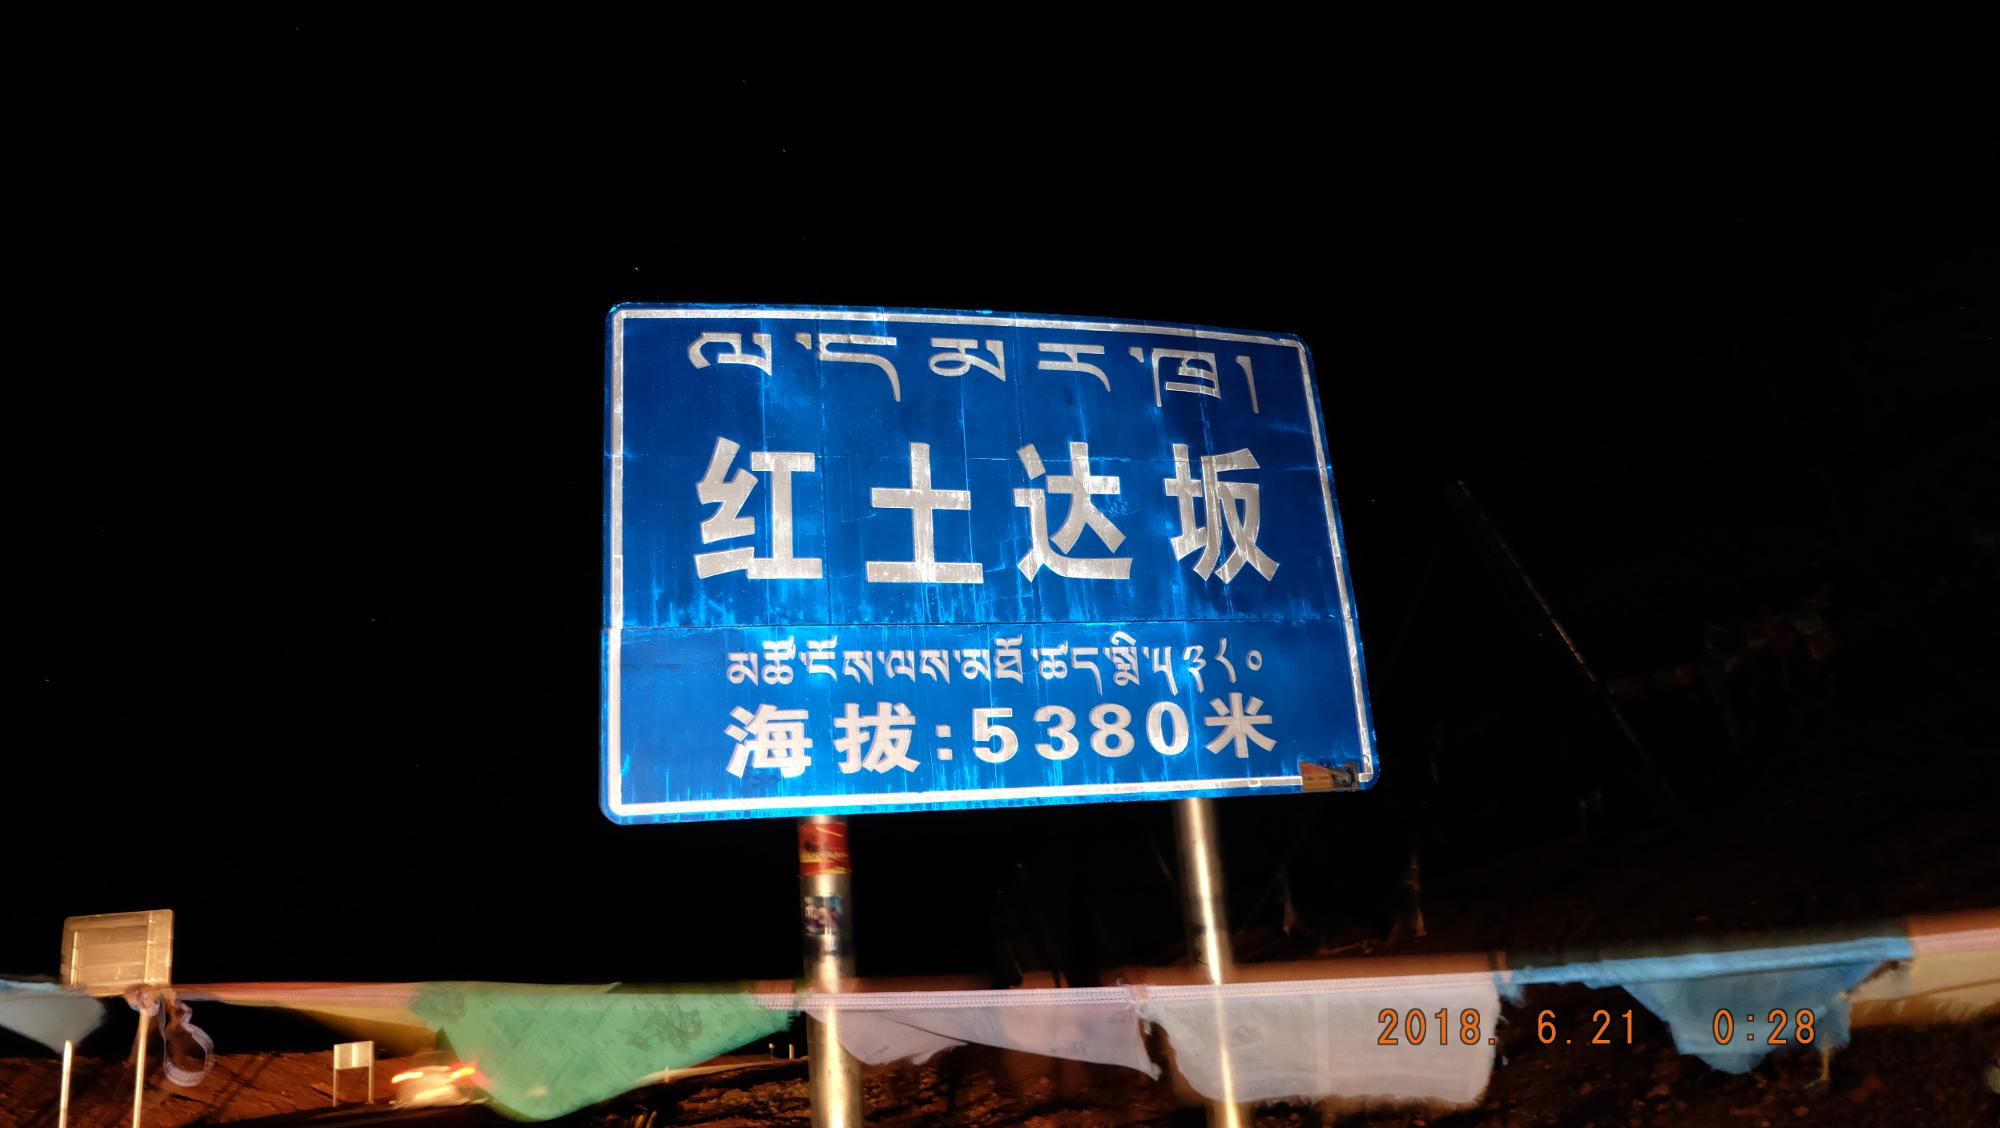 ལ་དམར་ཁ།
红土达坂
མཚོ་ངོས་ལས་མཐོ་ཚད་སྨི་༥༣༨༠
海拔:5380米
2018. 6.21 0:28